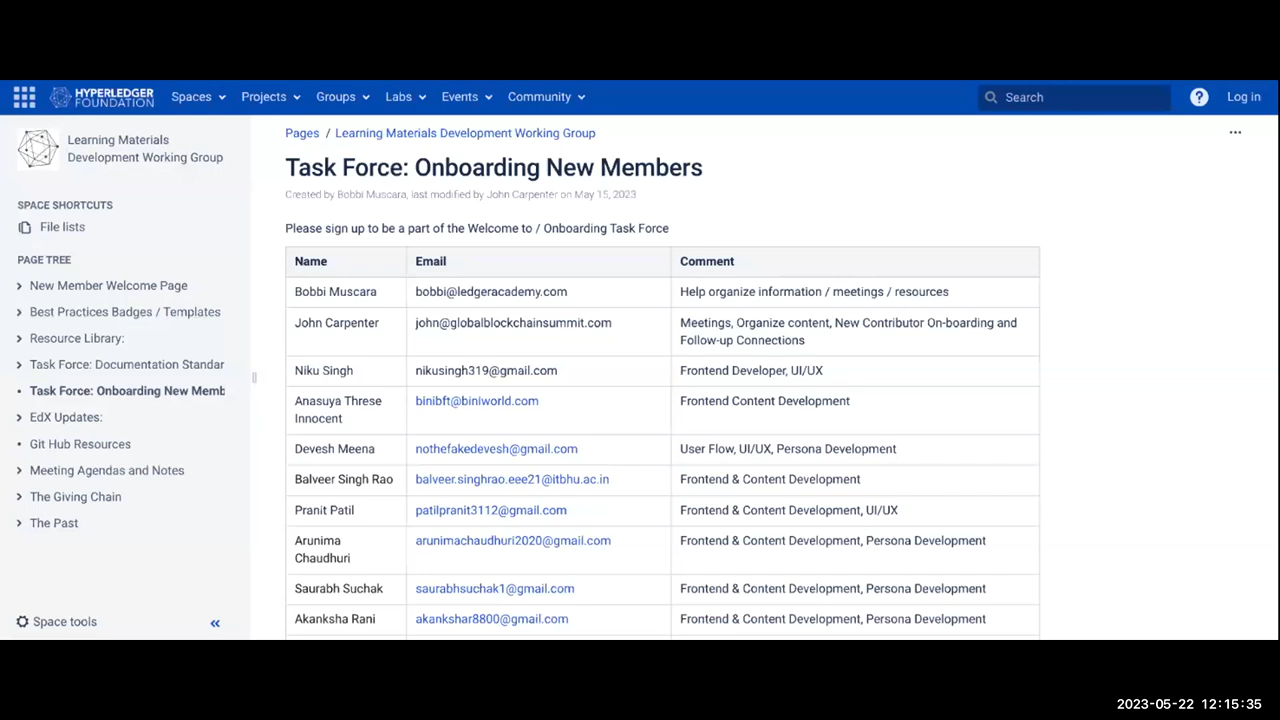 HYPERLEDGER
FOUNDATION
Spaces Projects Groups Labs Events Community
Search
? Log in
Learning Materials
Development Working Group
SPACE SHORTCUTS
File lists
PAGE TREE
New Member Welcome Page
Best Practices Badges / Templates
Resource Library:
Task Force: Documentation Standar
Task Force: Onboarding New Memb
EdX Updates:
Git Hub Resources
Meeting Agendas and Notes
The Giving Chain
The Past
Space tools «
Pages / Learning Materials Development Working Group
Task Force: Onboarding New Members
Created by Bobbi Muscara, last modified by John Carpenter on May 15, 2023
Please sign up to be a part of the Welcome to / Onboarding Task Force
Name Email Comment
Bobbi Muscara bobbi@ledgeracademy.com Help organize information / meetings / resources
John Carpenter john@globalblockchainsummit.com Meetings, Organize content, New Contributor On-boarding and
Follow-up Connections
Niku Singh nikusingh319@gmail.com Frontend Developer, UI/UX
Anasuya Threse binibft@biniworld.com Frontend Content Development
Innocent
Devesh Meena nothefakedevesh@gmail.com User Flow, UI/UX, Persona Development
Balveer Singh Rao balveer.singhrao.eee21@itbhu.ac.in Frontend & Content Development
Pranit Patil patilpranit3112@gmail.com Frontend & Content Development, UI/UX
Arunima arunimachaudhuri2020@gmail.com Frontend & Content Development, Persona Development
Chaudhuri
Saurabh Suchak saurabhsuchak1@gmail.com Frontend & Content Development, Persona Development
Akanksha Rani akankshar8800@gmail.com Frontend & Content Development, Persona Development
2023-05-22 12:15:35